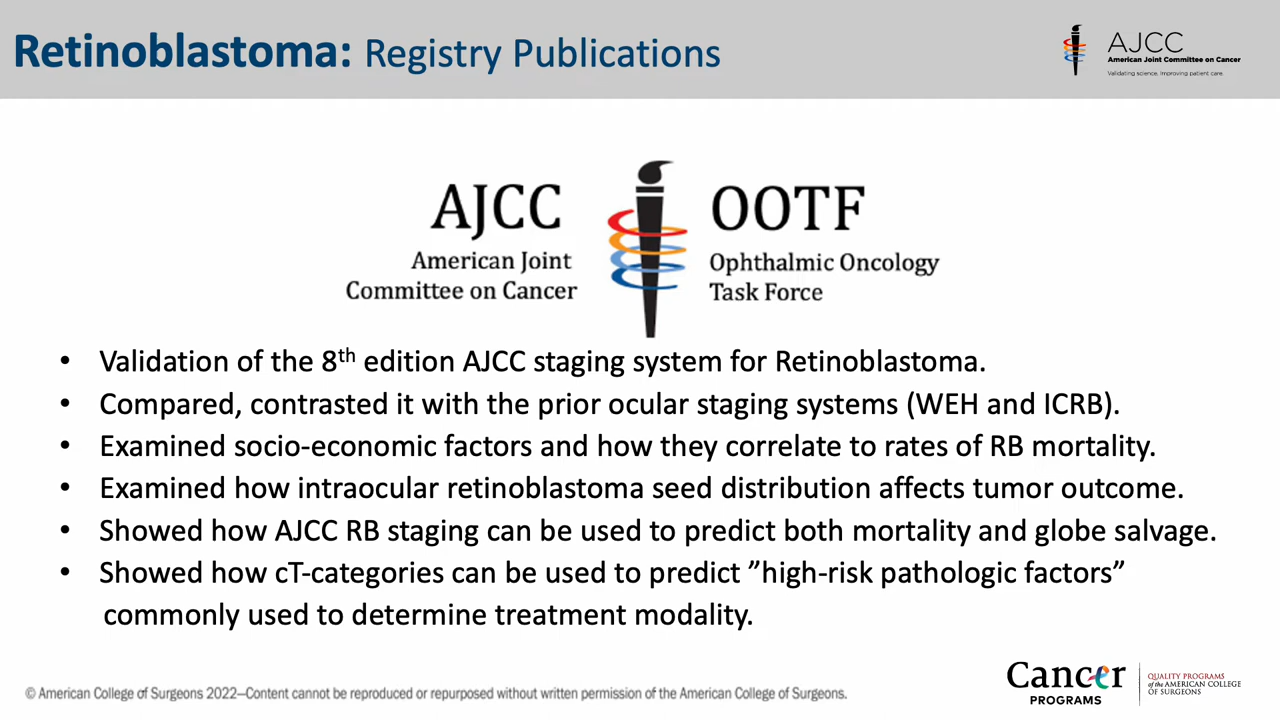 Retinoblastoma: Registry Publications
AJCC
American Joint Committee on Cancer
Validating science. Improving patient care.
AJCC
American Joint
Committee on Cancer
OOTF
Ophthalmic Oncology
Task Force
• Validation of the 8th edition AJCC staging system for Retinoblastoma.
• Compared, contrasted it with the prior ocular staging systems (WEH and ICRB).
• Examined socio-economic factors and how they correlate to rates of RB mortality.
• Examined how intraocular retinoblastoma seed distribution affects tumor outcome.
• Showed how AJCC RB staging can be used to predict both mortality and globe salvage.
• Showed how cT-categories can be used to predict ”high-risk pathologic factors”
commonly used to determine treatment modality.
© American College of Surgeons 2022—Content cannot be reproduced or repurposed without written permission of the American College of Surgeons.
Cancer
PROGRAMS
QUALITY PROGRAMS
of the AMERICAN COLLEGE
OF SURGEONS